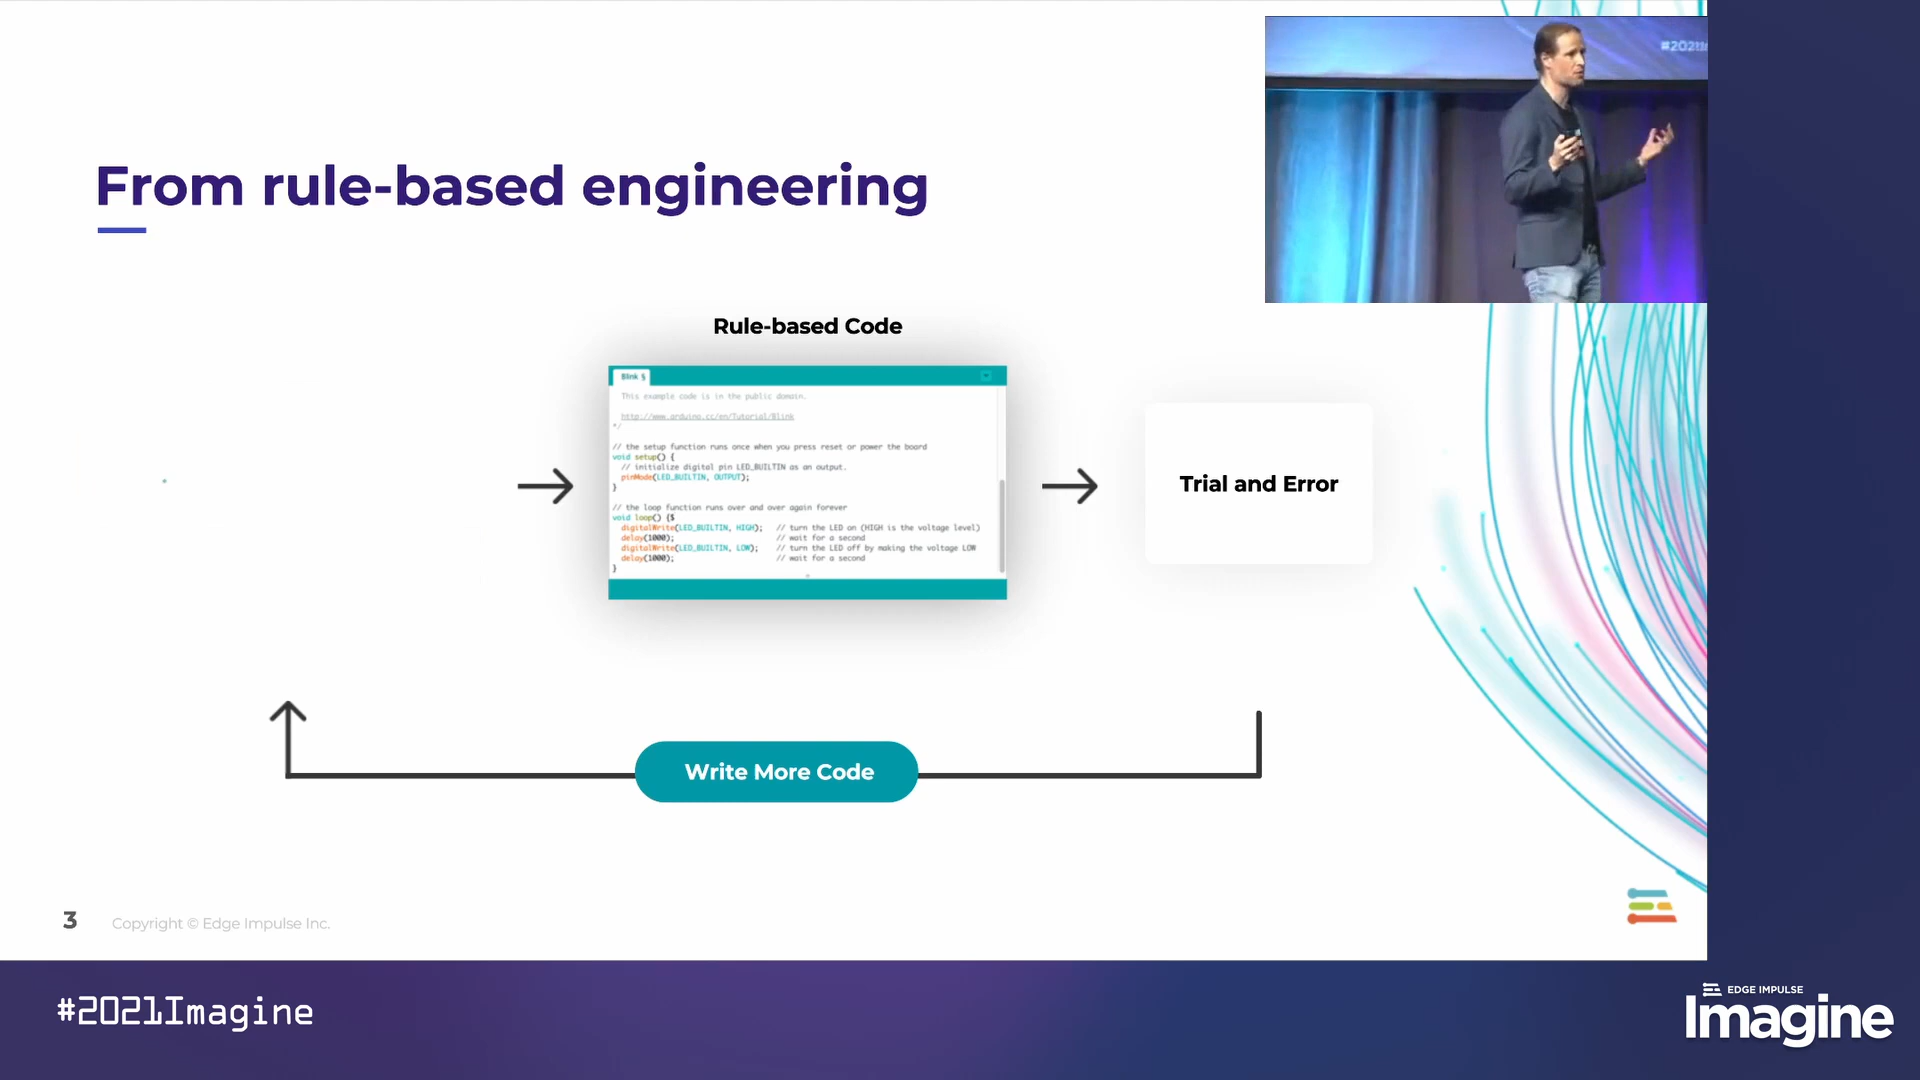 #2021I
From rule-based engineering
Rule-based Code
Blink §
This example code is in the public domain.
http://www.arduino.cc/en/Tutorial/Blink
*/
// the setup function runs once when you press reset or power the board
void setup() {
// initialize digital pin LED_BUILTIN as an output.
pinMode(LED_BUILTIN, OUTPUT);
}
// the loop function runs over and over again forever
void loop() {$
digitalWrite(LED_BUILTIN, HIGH); // turn the LED on (HIGH is the voltage level)
delay(1000); // wait for a second
digitalWrite(LED_BUILTIN, LOW); // turn the LED off by making the voltage LOW
delay(1000); // wait for a second
}
Trial and Error
Write More Code
3 Copyright © Edge Impulse Inc.
#2021Imagine
EDGE IMPULSE
Imagine